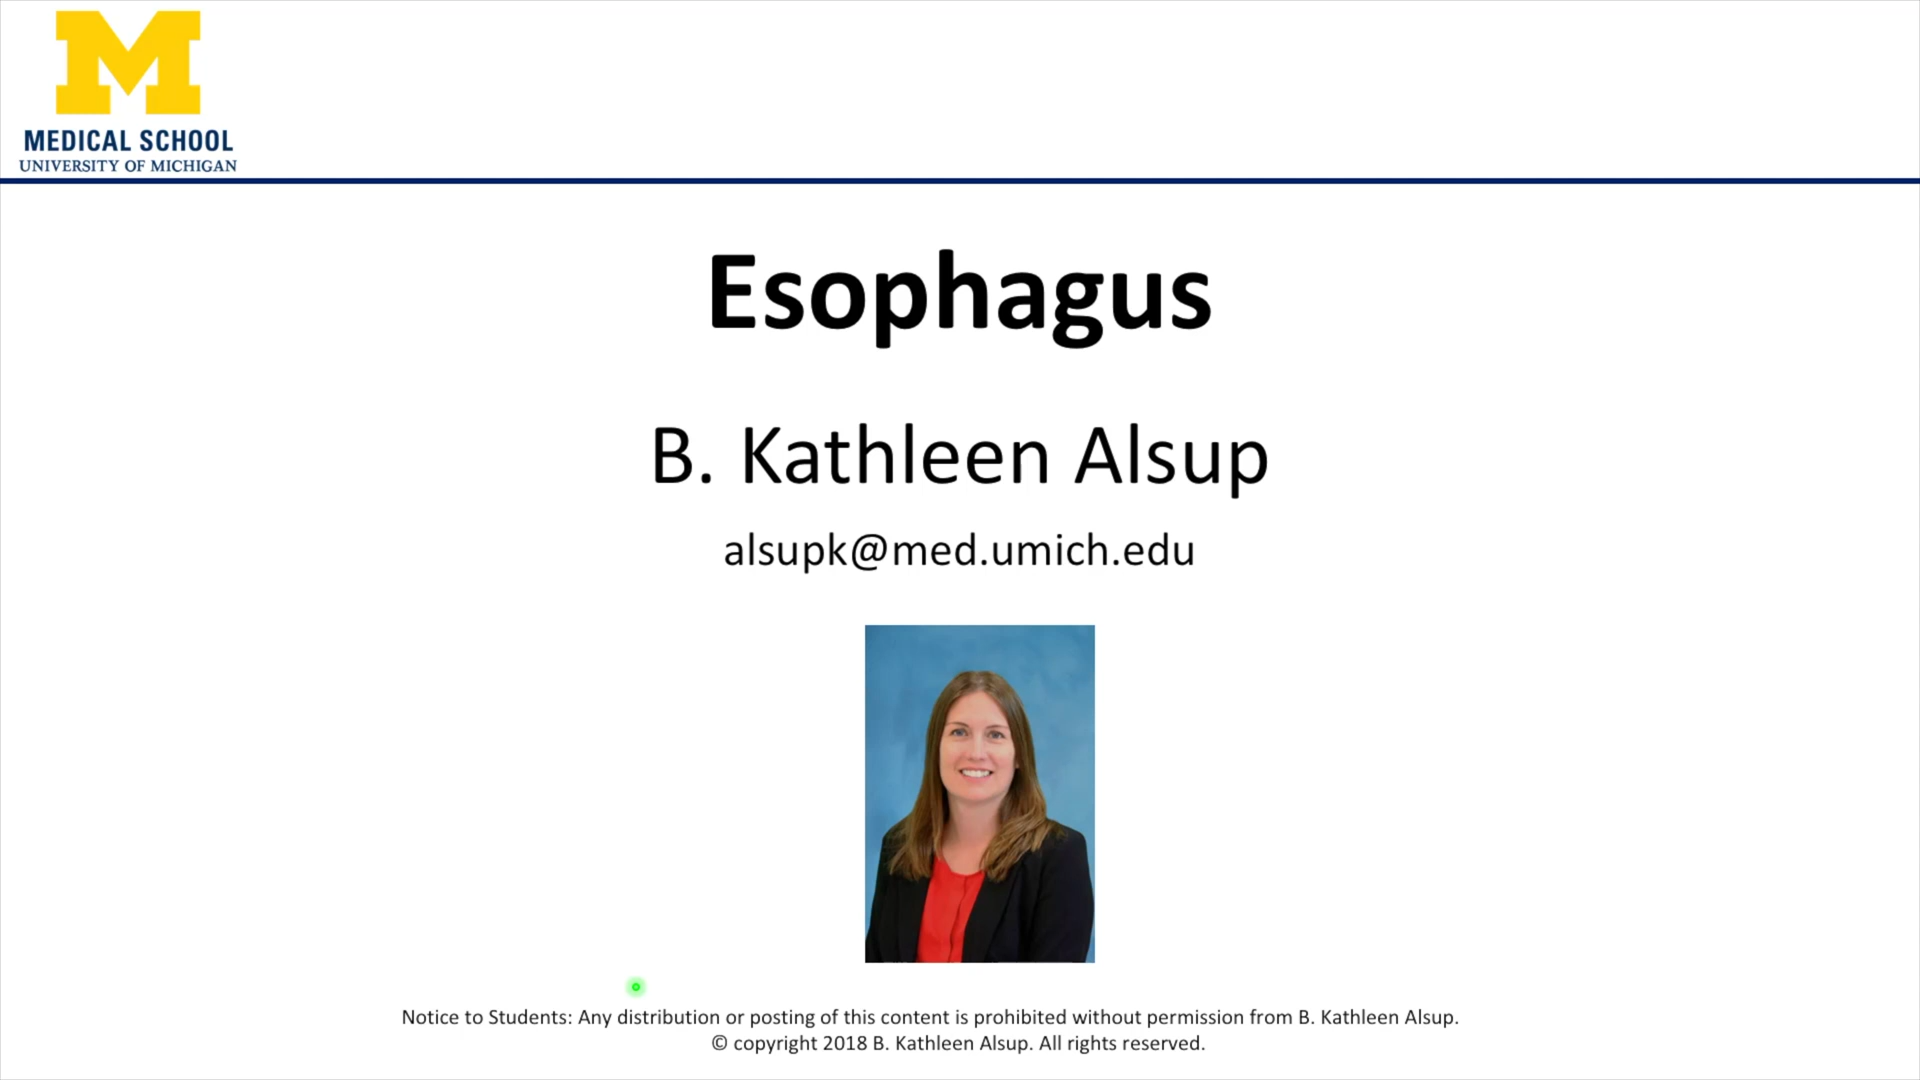 M
MEDICAL SCHOOL
UNIVERSITY OF MICHIGAN
Esophagus
B. Kathleen Alsup
alsupk@med.umich.edu
Notice to Students: Any distribution or posting of this content is prohibited without permission from B. Kathleen Alsup.
© copyright 2018 B. Kathleen Alsup. All rights reserved.